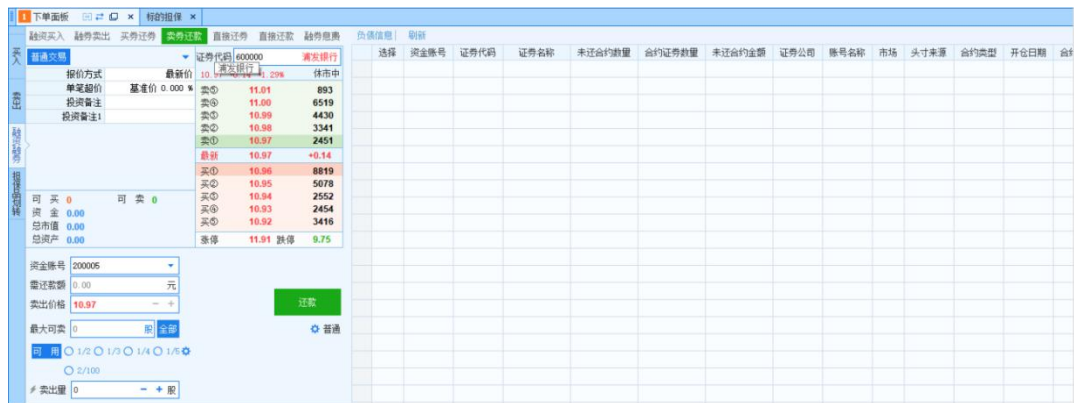 1 下单面板 标的担保 ×
融资买入 融券卖出 买券还券 卖券还款 直接还券 直接还款 融券息费 负债信息 刷新
买入
卖出
融资融券
担保品划转
普通交易 证券代码 600000 浦发银行
浦发银行
报价方式 最新价 1.29% 休市中
单笔超价 基准价 0.000 %
投资备注
投资备注1
卖⑤ 11.01 893
卖④ 11.00 6519
卖③ 10.99 4430
卖② 10.98 3341
卖① 10.97 2451
最新 10.97 +0.14
买① 10.96 8819
买② 10.95 5078
买③ 10.94 2552
买④ 10.93 2454
买⑤ 10.92 3416
涨停 11.91 跌停 9.75
可 买 0 可 卖 0
资 金 0.00
总市值 0.00
总资产 0.00
资金账号 200005
需还款额 0.00 元
卖出价格 10.97 - +
还款
最大可卖 0 股 全部
普通
可 用 1/2 1/3 1/4 1/5
2/100
卖出量 0 - + 股
选择 资金账号 证券代码 证券名称 未还合约数量 合约证券数量 未还合约金额 证券公司 账号名称 市场 头寸来源 合约类型 开仓日期